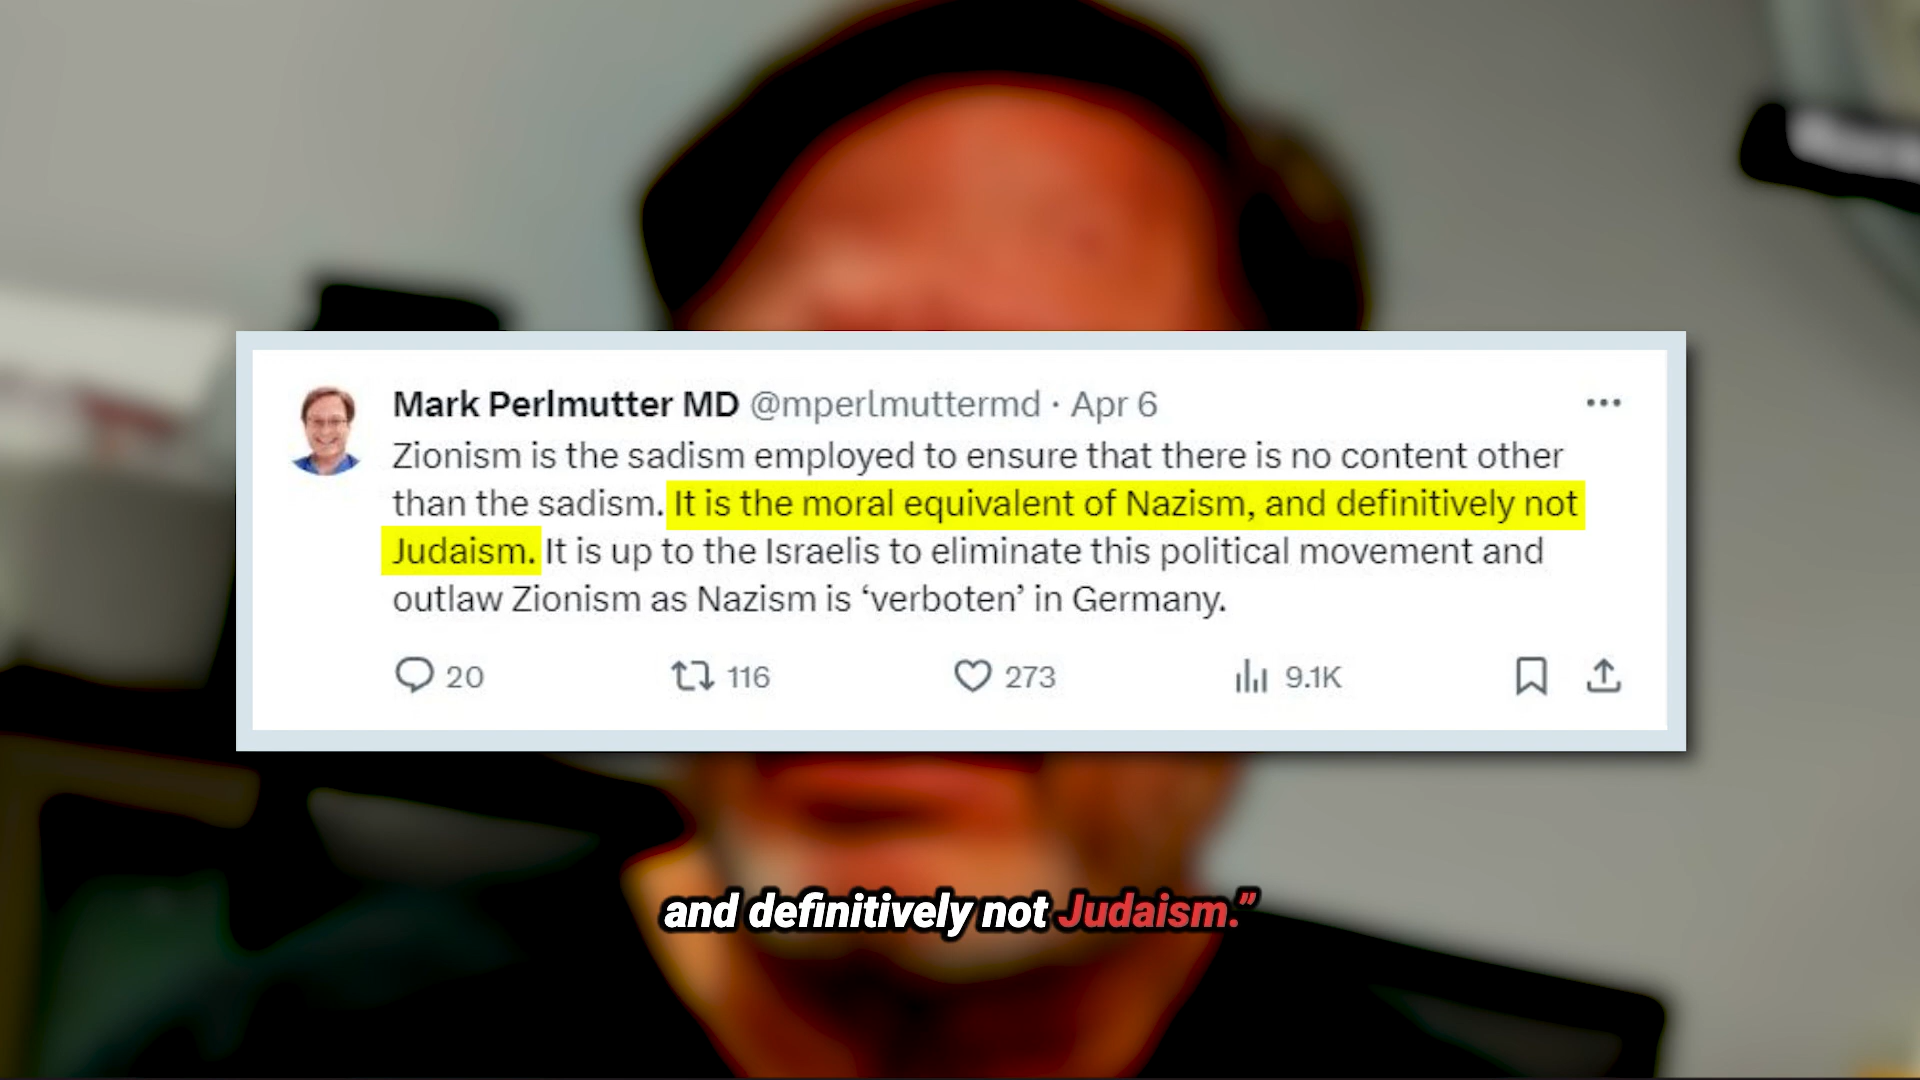 Mark Perlmutter MD @mperlmuttermd · Apr 6
Zionism is the sadism employed to ensure that there is no content other
than the sadism. It is the moral equivalent of Nazism, and definitively not
Judaism. It is up to the Israelis to eliminate this political movement and
outlaw Zionism as Nazism is ‘verboten’ in Germany.
20 116 273 9.1K
and definitively not Judaism.”